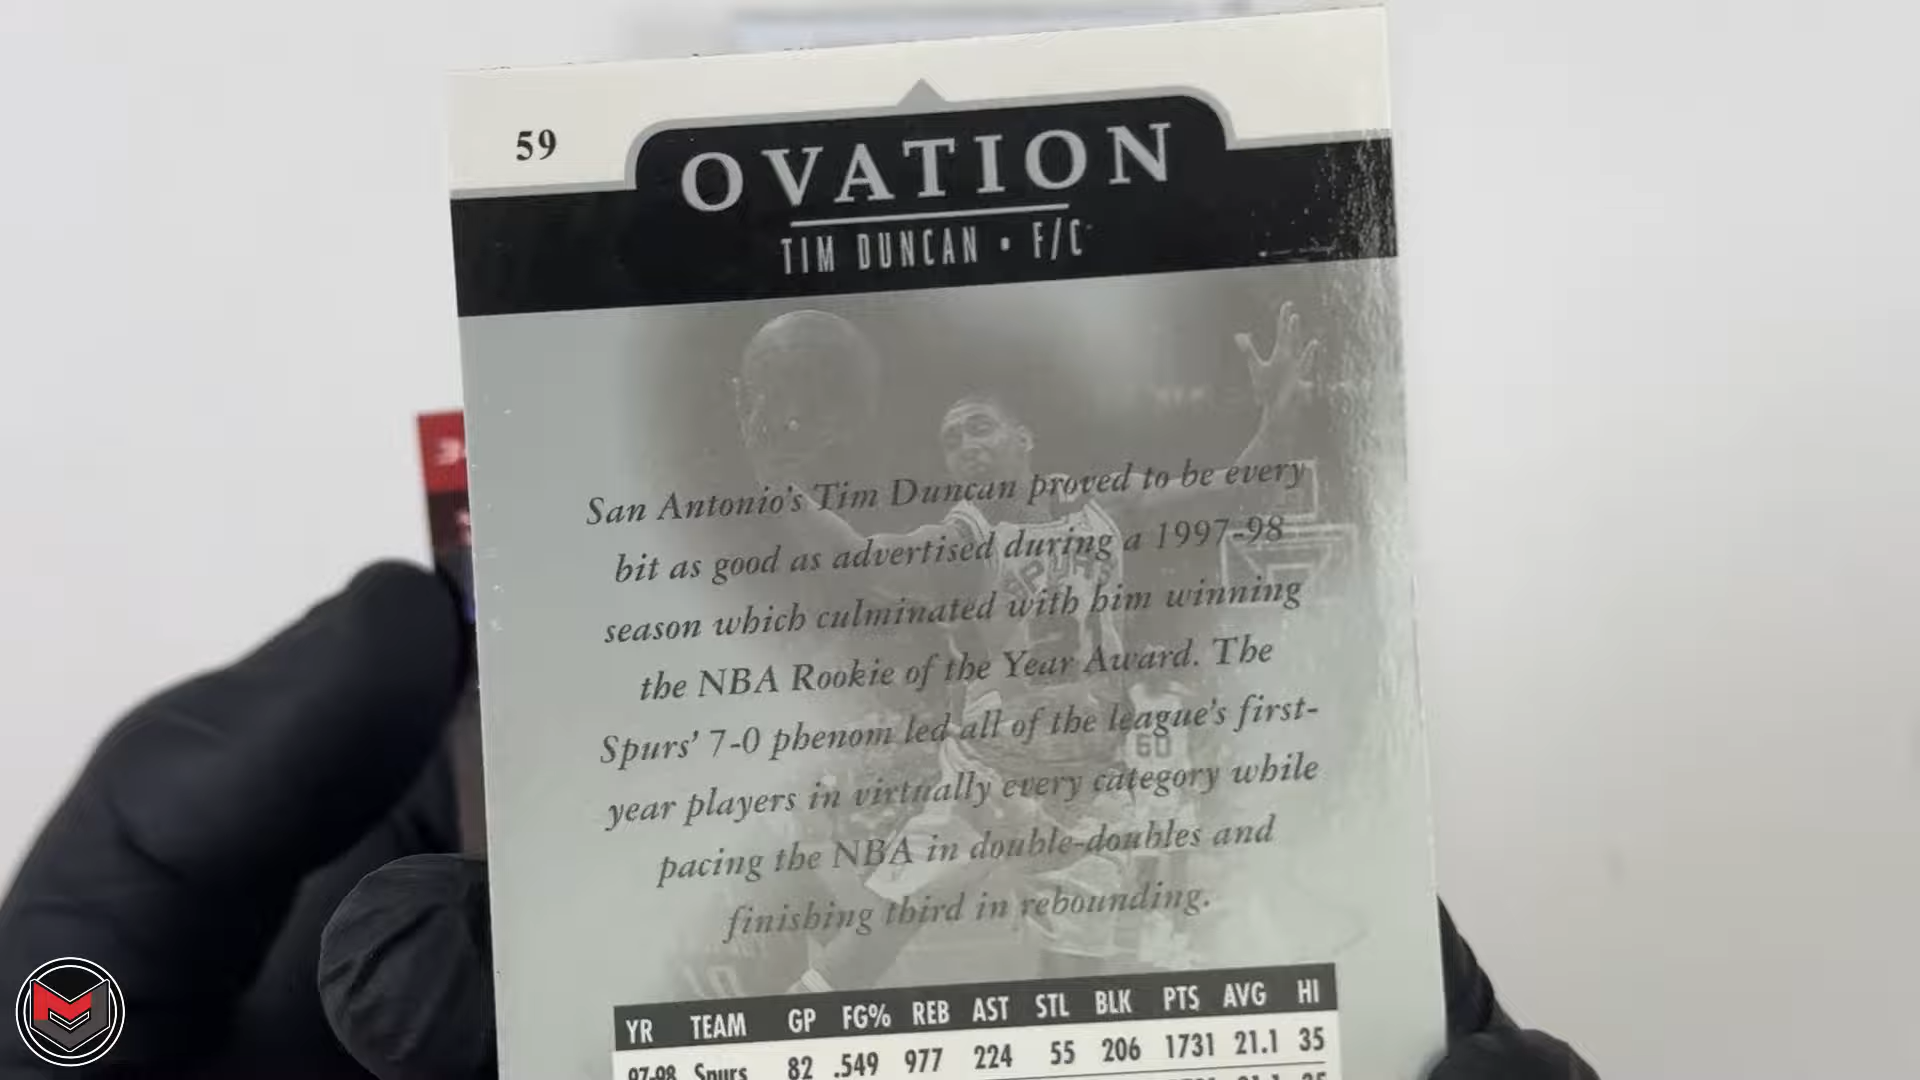 59
OVATION
TIM DUNCAN • F/C
San Antonio's Tim Duncan proved to be every
bit as good as advertised during a 1997-98
season which culminated with him winning
the NBA Rookie of the Year Award. The
Spurs' 7-0 phenom led all of the league's first-
year players in virtually every category while
pacing the NBA in double-doubles and
finishing third in rebounding.
YR TEAM GP FG% REB AST STL BLK PTS AVG HI
97-98 Spurs 82 .549 977 224 55 206 1731 21.1 35